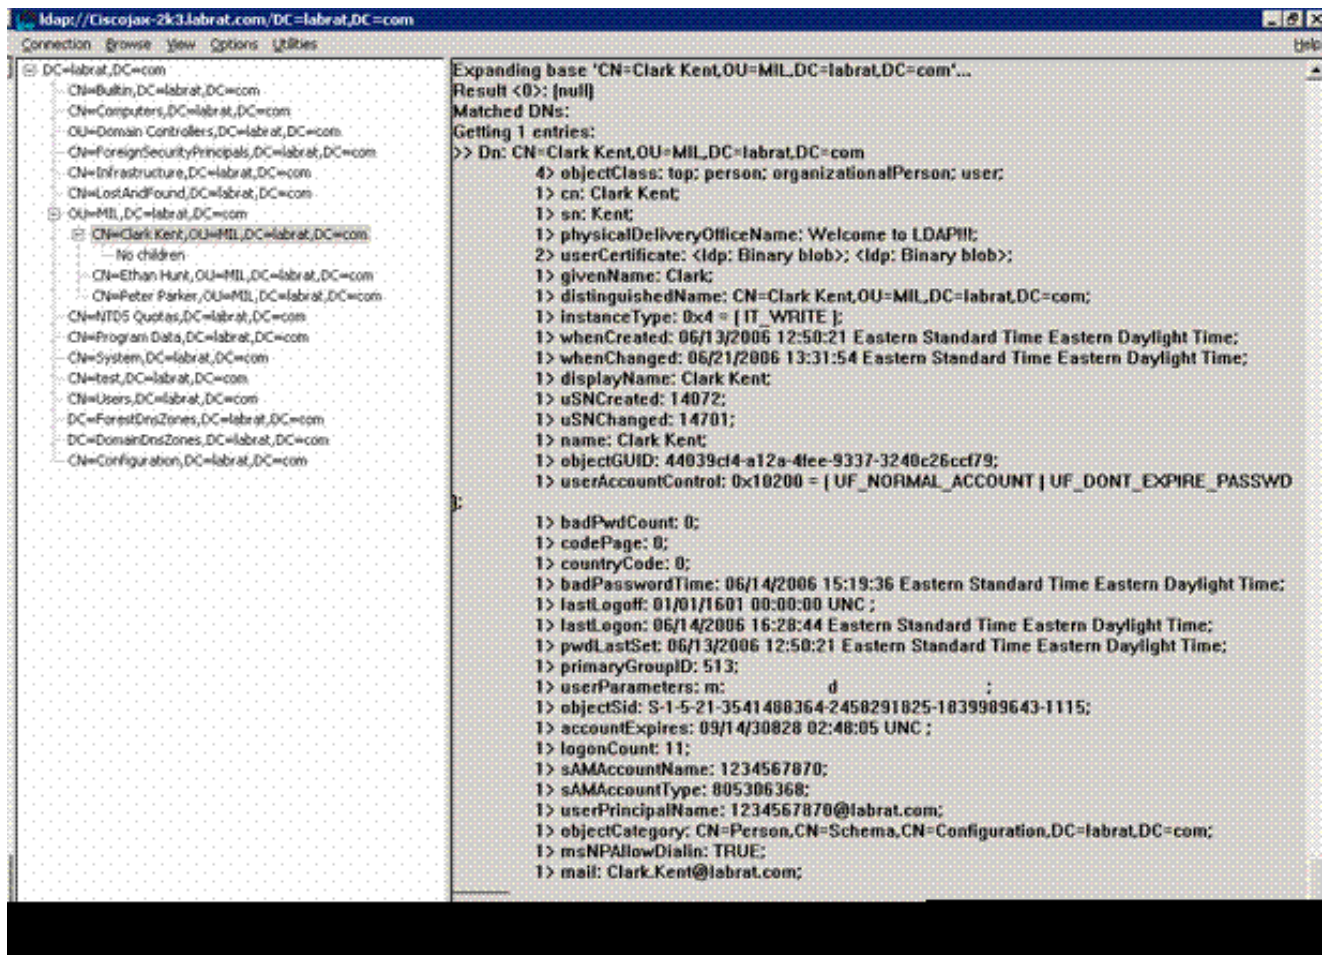 ldap://Ciscojax-2k3.labrat.com/DC=labrat,DC=com
Connection Browse View Options Utilities Help
DC=labrat,DC=com
CN=Builtin,DC=labrat,DC=com
CN=Computers,DC=labrat,DC=com
OU=Domain Controllers,DC=labrat,DC=com
CN=ForeignSecurityPrincipals,DC=labrat,DC=com
CN=Infrastructure,DC=labrat,DC=com
CN=LostAndFound,DC=labrat,DC=com
OU=MIL,DC=labrat,DC=com
CN=Clark Kent,OU=MIL,DC=labrat,DC=com
No children
CN=Ethan Hunt,OU=MIL,DC=labrat,DC=com
CN=Peter Parker,OU=MIL,DC=labrat,DC=com
CN=NTDS Quotas,DC=labrat,DC=com
CN=Program Data,DC=labrat,DC=com
CN=System,DC=labrat,DC=com
CN=test,DC=labrat,DC=com
CN=Users,DC=labrat,DC=com
DC=ForestDnsZones,DC=labrat,DC=com
DC=DomainDnsZones,DC=labrat,DC=com
CN=Configuration,DC=labrat,DC=com
Expanding base 'CN=Clark Kent,OU=MIL,DC=labrat,DC=com'...
Result <0>: (null)
Matched DNs:
Getting 1 entries:
>> Dn: CN=Clark Kent,OU=MIL,DC=labrat,DC=com
4> objectClass: top; person; organizationalPerson; user;
1> cn: Clark Kent;
1> sn: Kent;
1> physicalDeliveryOfficeName: Welcome to LDAP!!!;
2> userCertificate: <ldp: Binary blob>; <ldp: Binary blob>;
1> givenName: Clark;
1> distinguishedName: CN=Clark Kent,OU=MIL,DC=labrat,DC=com;
1> instanceType: 0x4 = ( IT_WRITE );
1> whenCreated: 06/13/2006 12:50:21 Eastern Standard Time Eastern Daylight Time;
1> whenChanged: 06/21/2006 13:31:54 Eastern Standard Time Eastern Daylight Time;
1> displayName: Clark Kent;
1> uSNCreated: 14072;
1> uSNChanged: 14701;
1> name: Clark Kent;
1> objectGUID: 44039cf4-a12a-4fee-9337-3240c26ccf79;
1> userAccountControl: 0x10200 = ( UF_NORMAL_ACCOUNT | UF_DONT_EXPIRE_PASSWD
);
1> badPwdCount: 0;
1> codePage: 0;
1> countryCode: 0;
1> badPasswordTime: 06/14/2006 15:19:36 Eastern Standard Time Eastern Daylight Time;
1> lastLogoff: 01/01/1601 00:00:00 UNC ;
1> lastLogon: 06/14/2006 16:28:44 Eastern Standard Time Eastern Daylight Time;
1> pwdLastSet: 06/13/2006 12:50:21 Eastern Standard Time Eastern Daylight Time;
1> primaryGroupID: 513;
1> userParameters: m: d ;
1> objectSid: S-1-5-21-3541488364-2458291825-1839989643-1115;
1> accountExpires: 09/14/30828 02:48:05 UNC ;
1> logonCount: 11;
1> sAMAccountName: 1234567870;
1> sAMAccountType: 805306368;
1> userPrincipalName: 1234567870@labrat.com;
1> objectCategory: CN=Person,CN=Schema,CN=Configuration,DC=labrat,DC=com;
1> msNPAllowDialin: TRUE;
1> mail: Clark.Kent@labrat.com;